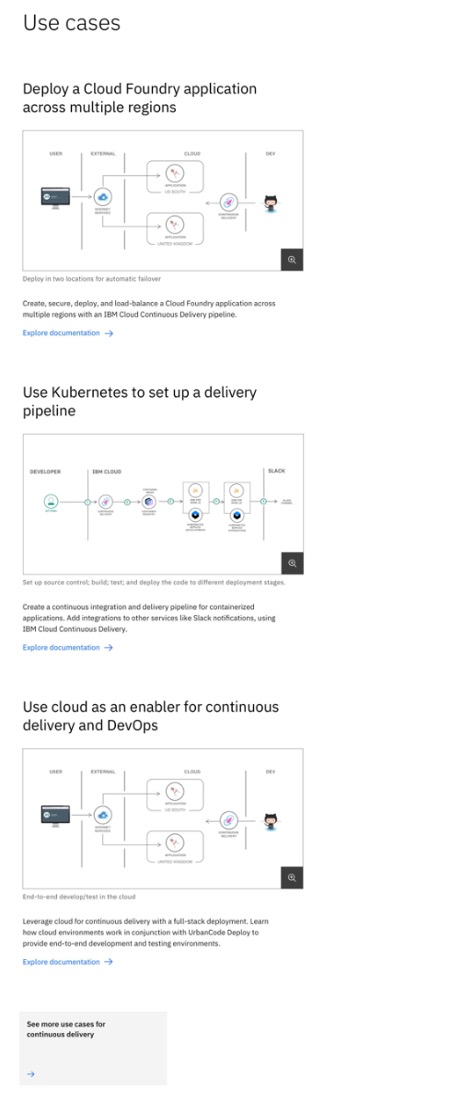 Use cases
Deploy a Cloud Foundry application
across multiple regions
USER
EXTERNAL
CLOUD
DEV
APPLICATION
US SOUTH
INTERNET
SERVICES
CONTINUOUS
DELIVERY
APPLICATION
UNITED KINGDOM
Deploy in two locations for automatic failover
Create, secure, deploy, and load-balance a Cloud Foundry application across
multiple regions with an IBM Cloud Continuous Delivery pipeline.
Explore documentation →
Use Kubernetes to set up a delivery
pipeline
DEVELOPER
IBM CLOUD
SLACK
CONTINUOUS
DELIVERY
CONTAINER
REGISTRY
Set up source control; build; test; and deploy the code to different deployment stages.
Create a continuous integration and delivery pipeline for containerized
applications. Add integrations to other services like Slack notifications, using
IBM Cloud Continuous Delivery.
Explore documentation →
Use cloud as an enabler for continuous
delivery and DevOps
USER
EXTERNAL
CLOUD
DEV
APPLICATION
US SOUTH
INTERNET
SERVICES
CONTINUOUS
DELIVERY
APPLICATION
UNITED KINGDOM
End-to-end develop/test in the cloud
Leverage cloud for continuous delivery with a full-stack deployment. Learn
how cloud environments work in conjunction with UrbanCode Deploy to
provide end-to-end development and testing environments.
Explore documentation →
See more use cases for
continuous delivery
→